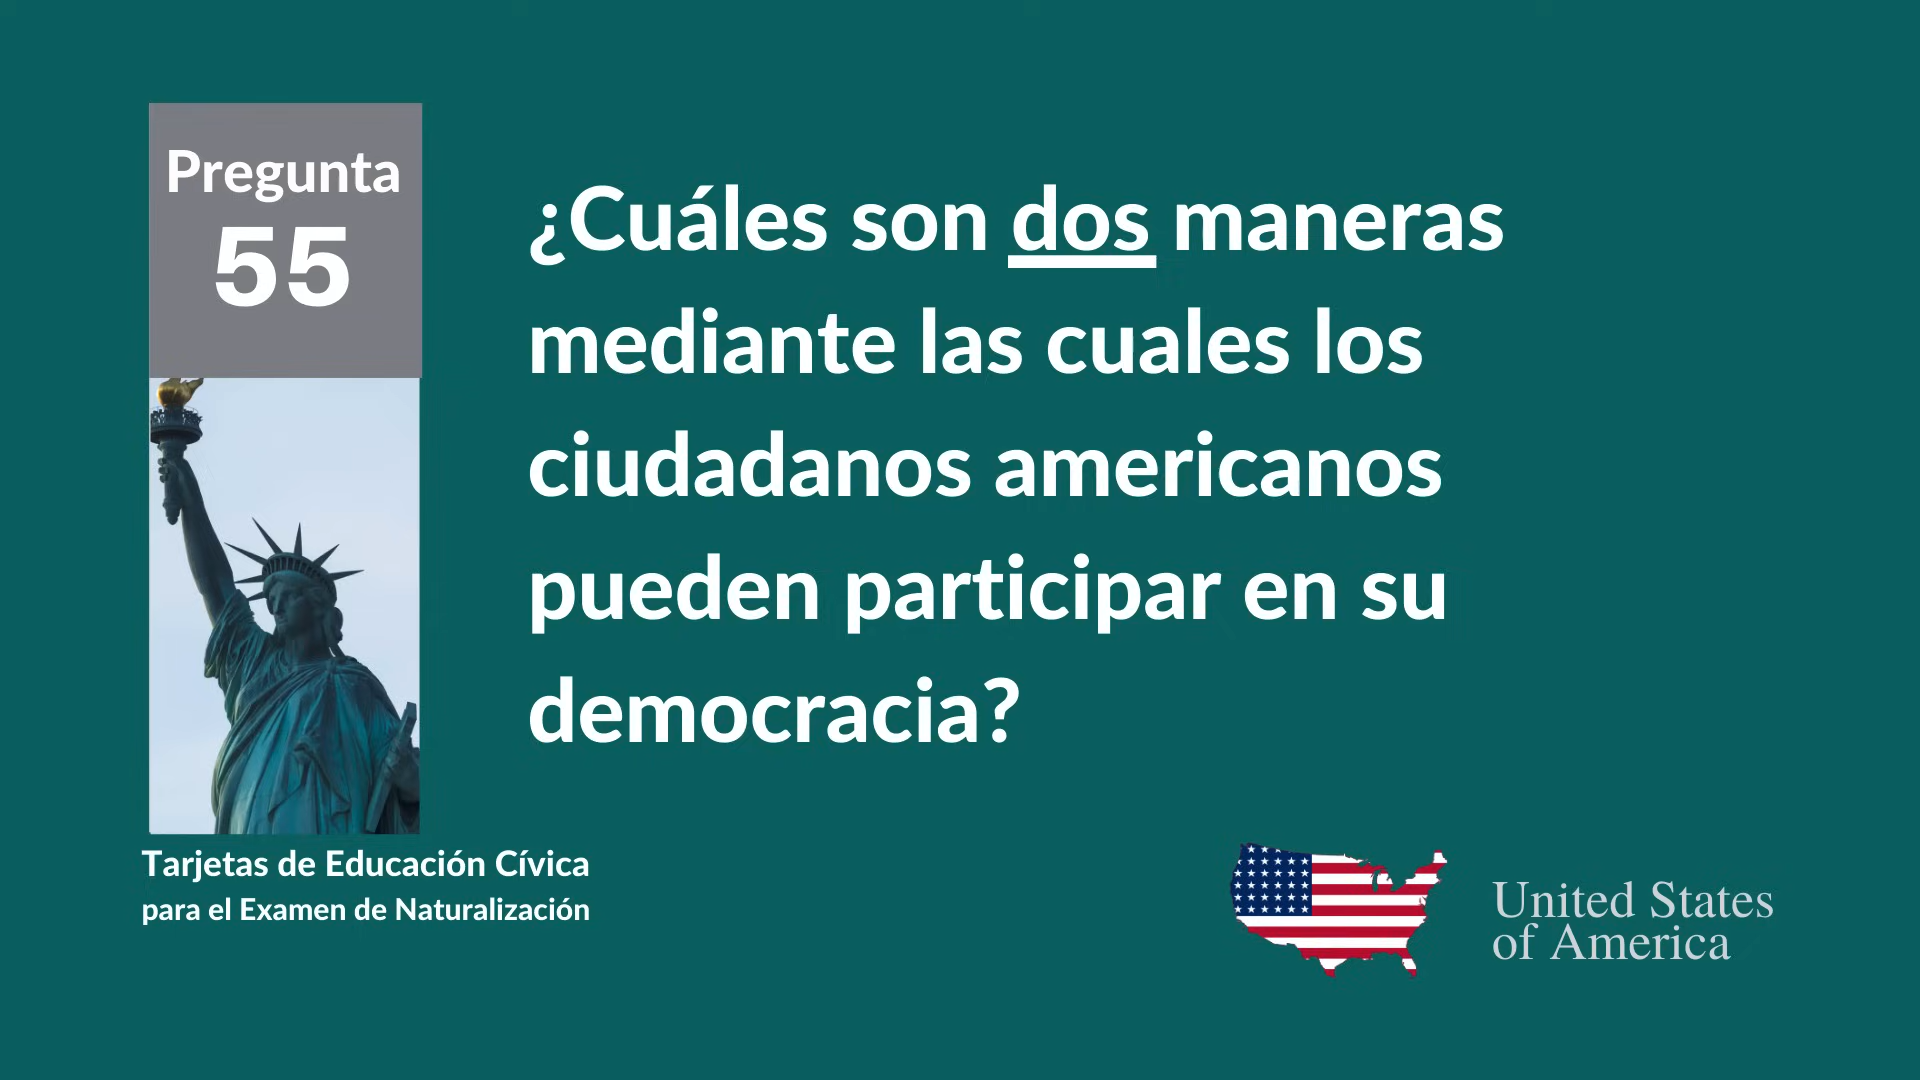 Pregunta
55
¿Cuáles son dos maneras
mediante las cuales los
ciudadanos americanos
pueden participar en su
democracia?
Tarjetas de Educación Cívica
para el Examen de Naturalización
United States
of America